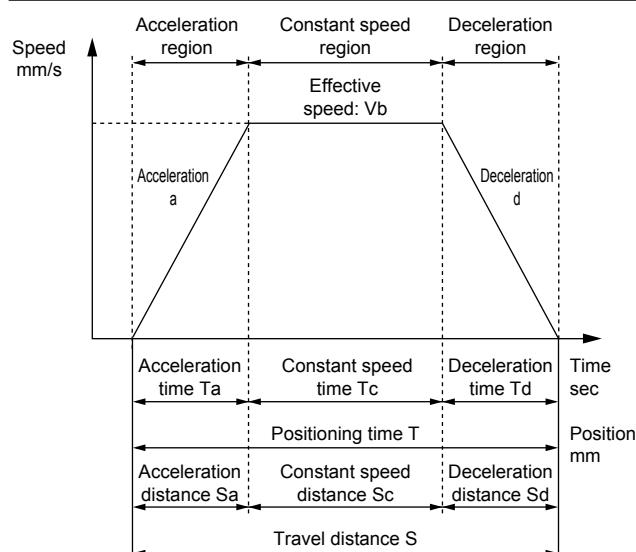 Acceleration Constant speed Deceleration
Speed region region region
mm/s
Effective
speed: Vb
Acceleration Deceleration
a d
Acceleration Constant speed Deceleration Time
time Ta time Tc time Td sec
Positioning time T Position
mm
Acceleration Constant speed Deceleration
distance Sa distance Sc distance Sd
Travel distance S